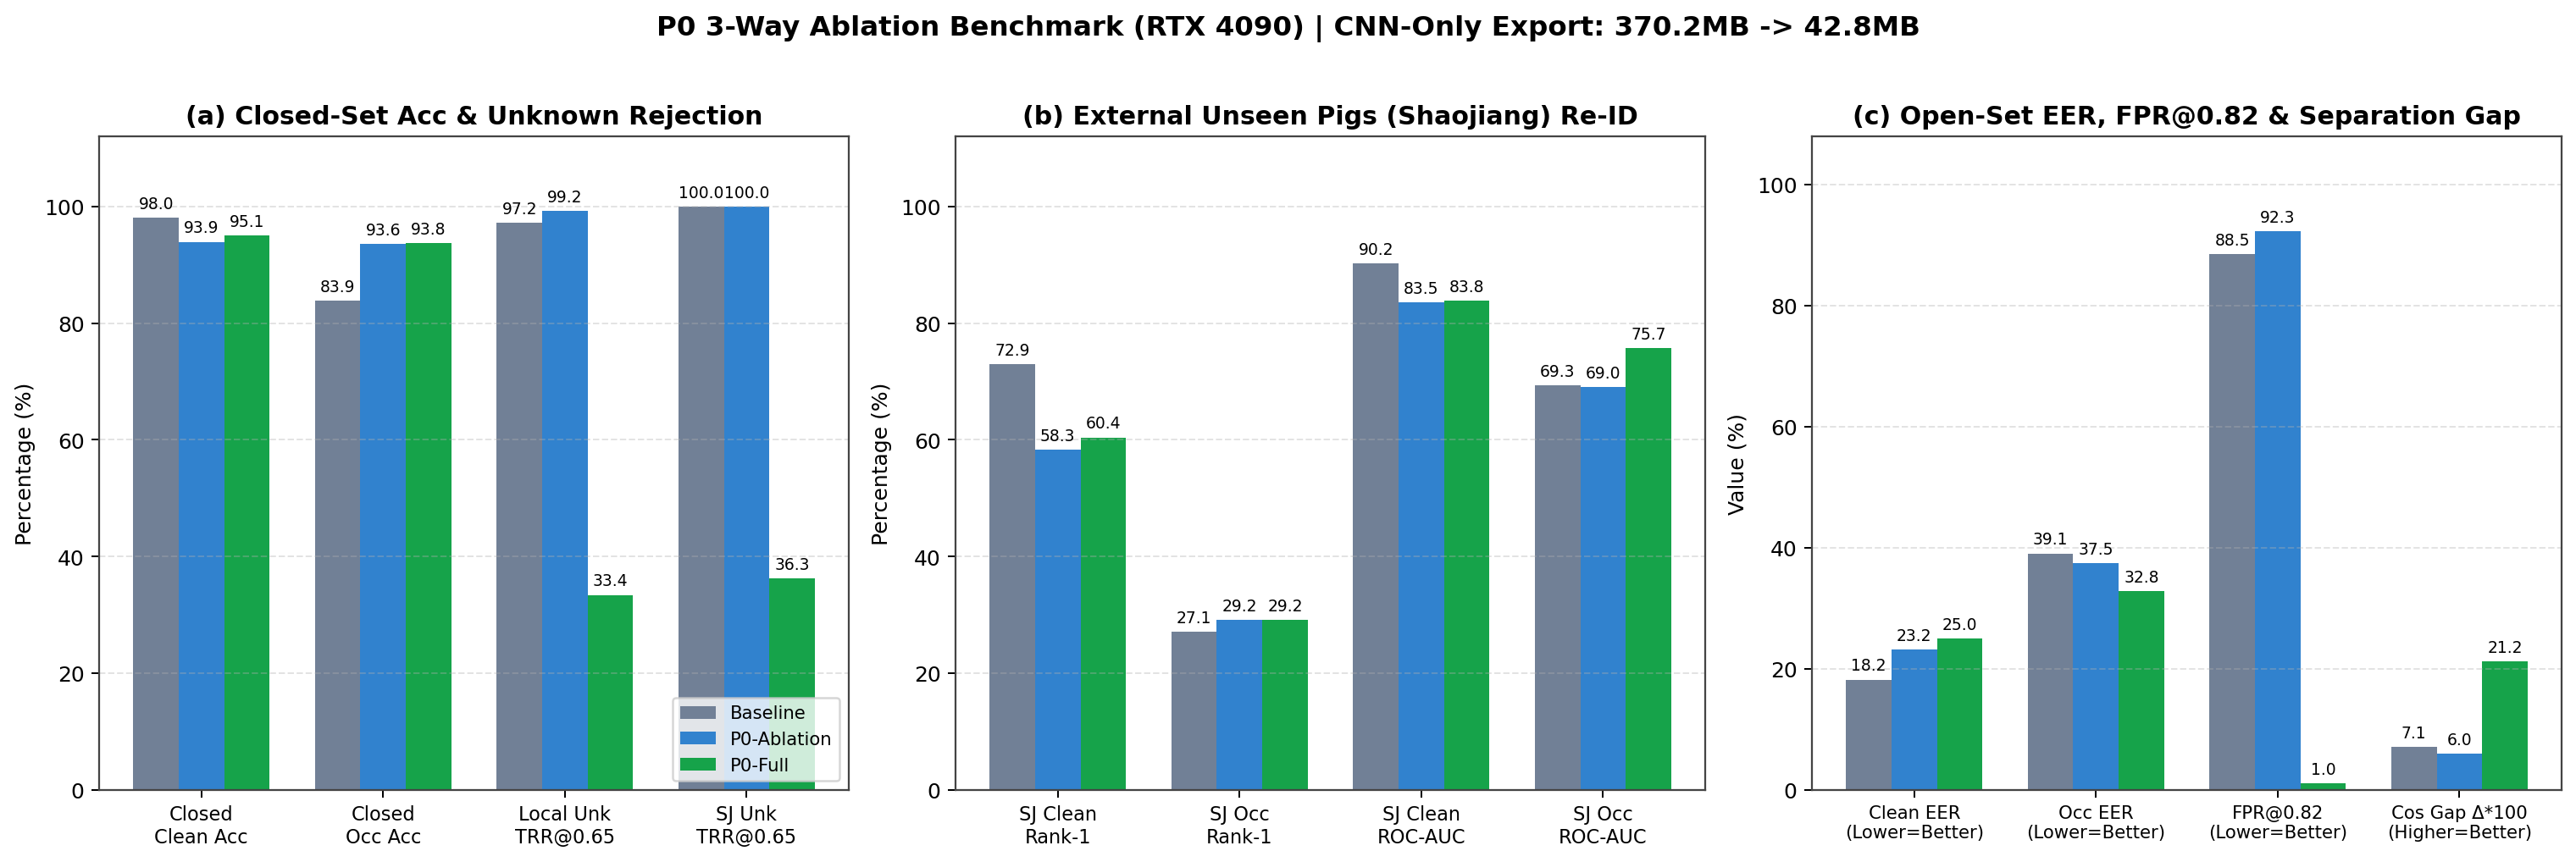 P0 3-Way Ablation Benchmark (RTX 4090) | CNN-Only Export: 370.2MB -> 42.8MB
(a) Closed-Set Acc & Unknown Rejection
Percentage (%)
100
80
60
40
20
0
98.0
93.9
95.1
83.9
93.6
93.8
97.2
99.2
33.4
100.0
100.0
36.3
Baseline
P0-Ablation
P0-Full
Closed
Clean Acc
Closed
Occ Acc
Local Unk
TRR@0.65
SJ Unk
TRR@0.65
(b) External Unseen Pigs (Shaojiang) Re-ID
Percentage (%)
100
80
60
40
20
0
72.9
58.3
60.4
27.1
29.2
29.2
90.2
83.5
83.8
69.3
69.0
75.7
SJ Clean
Rank-1
SJ Occ
Rank-1
SJ Clean
ROC-AUC
SJ Occ
ROC-AUC
(c) Open-Set EER, FPR@0.82 & Separation Gap
Value (%)
100
80
60
40
20
0
18.2
23.2
25.0
39.1
37.5
32.8
88.5
92.3
1.0
7.1
6.0
21.2
Clean EER
(Lower=Better)
Occ EER
(Lower=Better)
FPR@0.82
(Lower=Better)
Cos Gap Δ*100
(Higher=Better)